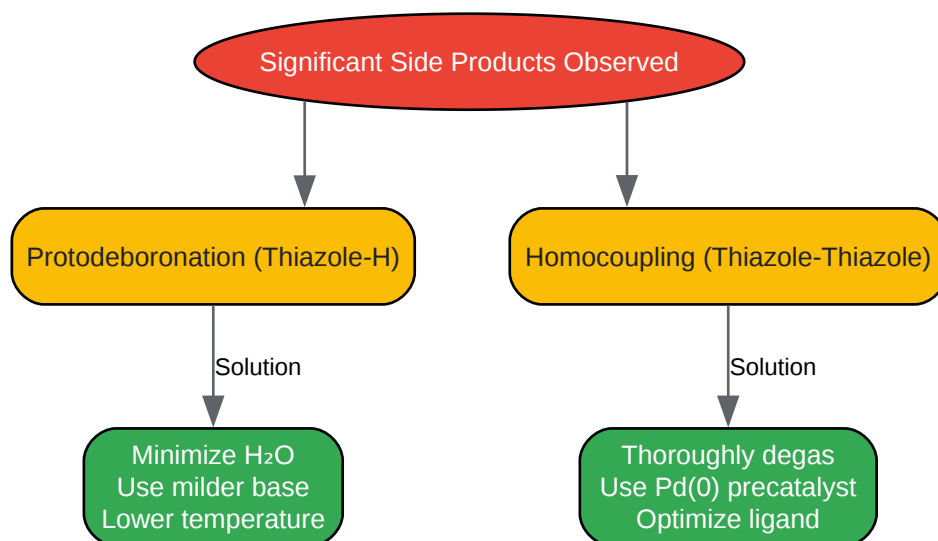 Significant Side Products Observed
Protodeboronation (Thiazole-H)
Homocoupling (Thiazole-Thiazole)
Solution
Solution
Minimize H₂O
Use milder base
Lower temperature
Thoroughly degas
Use Pd(0) precatalyst
Optimize ligand